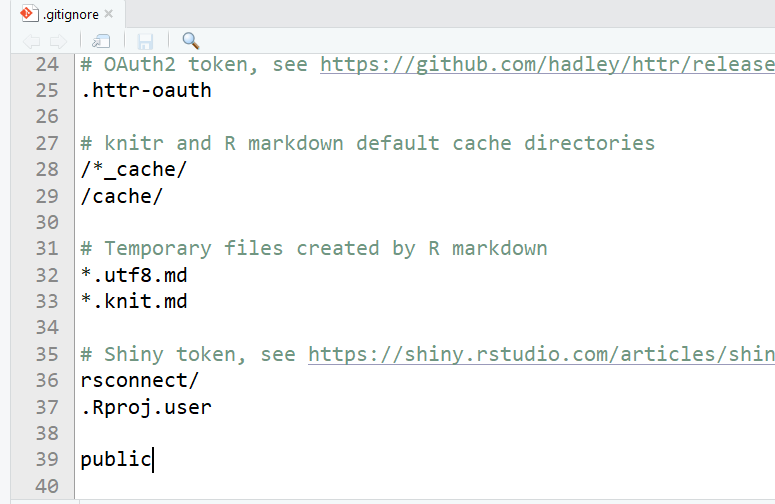 .gitignore
24 # OAuth2 token, see https://github.com/hadley/httr/release
25 .httr-oauth
26
27 # knitr and R markdown default cache directories
28 /*_cache/
29 /cache/
30
31 # Temporary files created by R markdown
32 *.utf8.md
33 *.knit.md
34
35 # Shiny token, see https://shiny.rstudio.com/articles/shin
36 rsconnect/
37 .Rproj.user
38
39 public
40